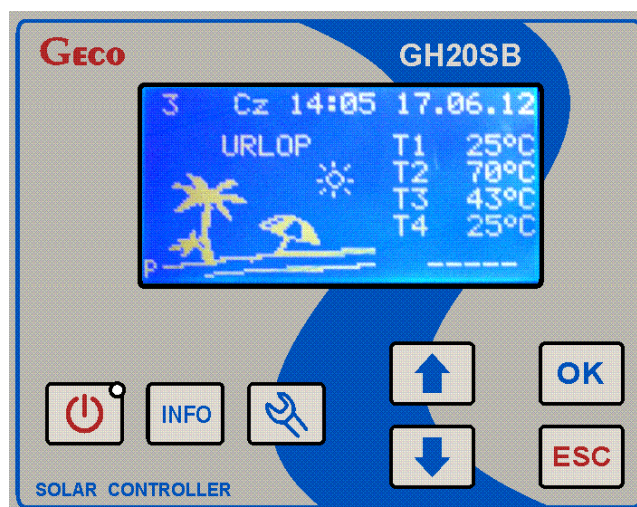 GECO
GH20SB
3 Cz 14:05 17.06.12
URLOP
T1 25°C
T2 70°C
T3 43°C
T4 25°C
P
-----
INFO
OK
ESC
SOLAR CONTROLLER